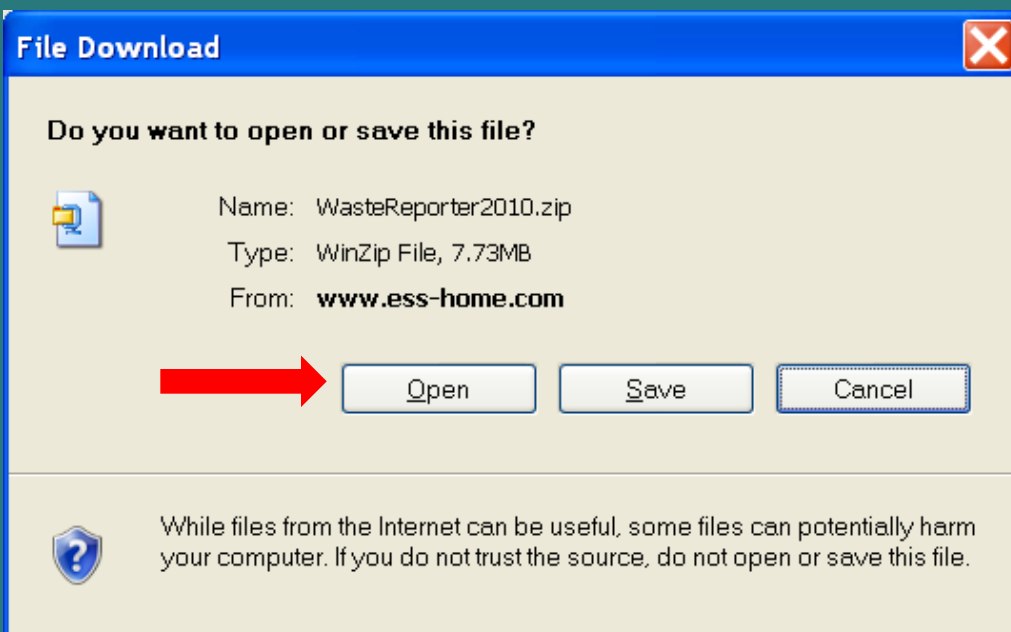 File Download
Do you want to open or save this file?
Name: WasteReporter2010.zip
Type: WinZip File, 7.73MB
From: www.ess-home.com
Open Save Cancel
While files from the Internet can be useful, some files can potentially harm
your computer. If you do not trust the source, do not open or save this file.